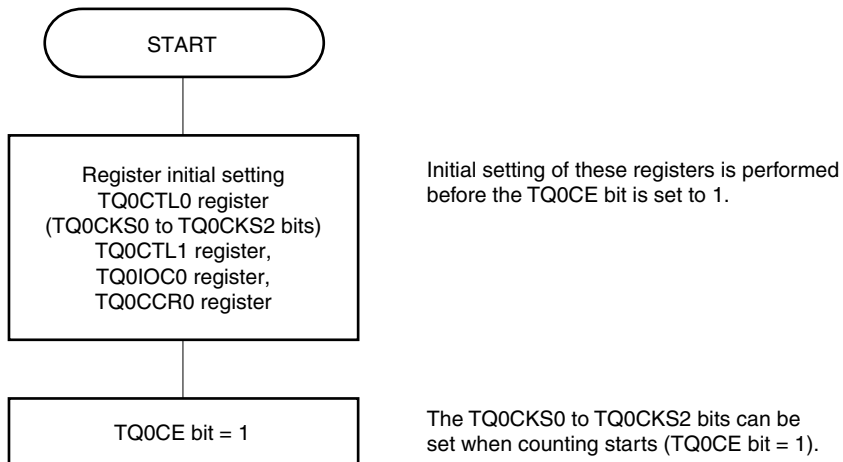 START
Register initial setting
TQ0CTL0 register
(TQ0CKS0 to TQ0CKS2 bits)
TQ0CTL1 register,
TQ0IOC0 register,
TQ0CCR0 register
Initial setting of these registers is performed
before the TQ0CE bit is set to 1.
TQ0CE bit = 1
The TQ0CKS0 to TQ0CKS2 bits can be
set when counting starts (TQ0CE bit = 1).